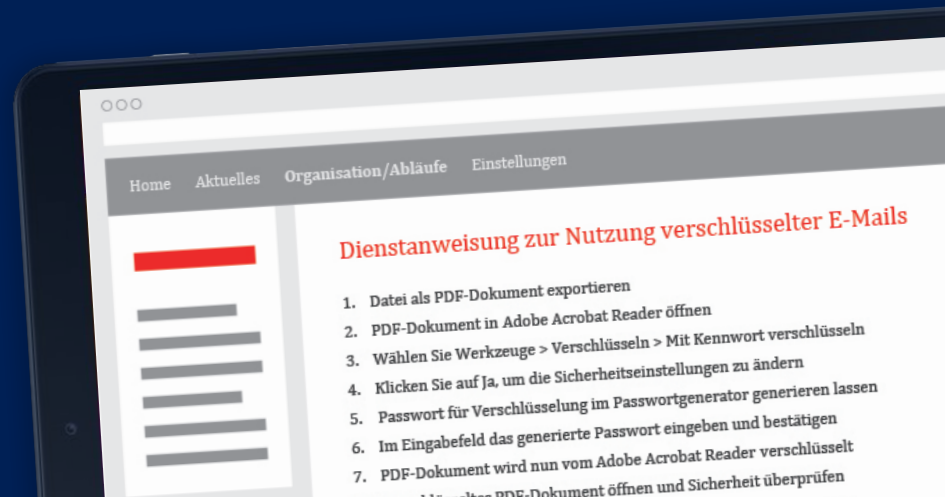 Home Aktuelles Organisation/Abläufe Einstellungen
Dienstanweisung zur Nutzung verschlüsselter E-Mails
1. Datei als PDF-Dokument exportieren
2. PDF-Dokument in Adobe Acrobat Reader öffnen
3. Wählen Sie Werkzeuge > Verschlüsseln > Mit Kennwort verschlüsseln
4. Klicken Sie auf Ja, um die Sicherheitseinstellungen zu ändern
5. Passwort für Verschlüsselung im Passwortgenerator generieren lassen
6. Im Eingabefeld das generierte Passwort eingeben und bestätigen
7. PDF-Dokument wird nun vom Adobe Acrobat Reader verschlüsselt
PDF-Dokument öffnen und Sicherheit überprüfen